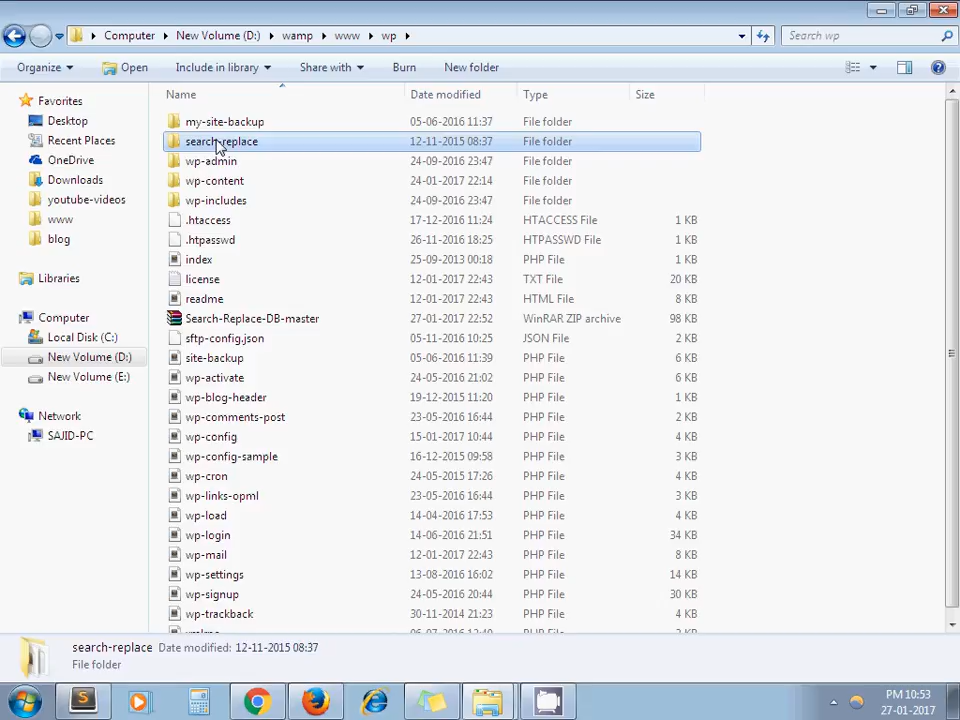 Computer New Volume (D:) wamp www wp
Search wp
Organize Open Include in library Share with Burn New folder
Name Date modified Type Size
Favorites
Desktop
Recent Places
OneDrive
Downloads
youtube-videos
www
blog
Libraries
Computer
Local Disk (C:)
New Volume (D:)
New Volume (E:)
Network
SAJID-PC
my-site-backup 05-06-2016 11:37 File folder
search-replace 12-11-2015 08:37 File folder
wp-admin 24-09-2016 23:47 File folder
wp-content 24-01-2017 22:14 File folder
wp-includes 24-09-2016 23:47 File folder
.htaccess 17-12-2016 11:24 HTACCESS File 1 KB
.htpasswd 26-11-2016 18:25 HTPASSWD File 1 KB
index 25-09-2013 00:18 PHP File 1 KB
license 12-01-2017 22:43 TXT File 20 KB
readme 12-01-2017 22:43 HTML File 8 KB
Search-Replace-DB-master 27-01-2017 22:52 WinRAR ZIP archive 98 KB
sftp-config.json 05-11-2016 10:25 JSON File 2 KB
site-backup 05-06-2016 11:39 PHP File 6 KB
wp-activate 24-05-2016 21:02 PHP File 6 KB
wp-blog-header 19-12-2015 11:20 PHP File 1 KB
wp-comments-post 23-05-2016 16:44 PHP File 2 KB
wp-config 15-01-2017 10:44 PHP File 4 KB
wp-config-sample 16-12-2015 09:58 PHP File 3 KB
wp-cron 24-05-2016 17:26 PHP File 4 KB
wp-links-opml 23-05-2016 16:44 PHP File 3 KB
wp-load 14-04-2016 17:53 PHP File 4 KB
wp-login 14-06-2016 21:51 PHP File 34 KB
wp-mail 12-01-2017 22:43 PHP File 8 KB
wp-settings 13-08-2016 16:02 PHP File 14 KB
wp-signup 24-05-2016 20:44 PHP File 30 KB
wp-trackback 30-11-2014 21:23 PHP File 4 KB
search-replace Date modified: 12-11-2015 08:37
File folder
PM 10:53
27-01-2017